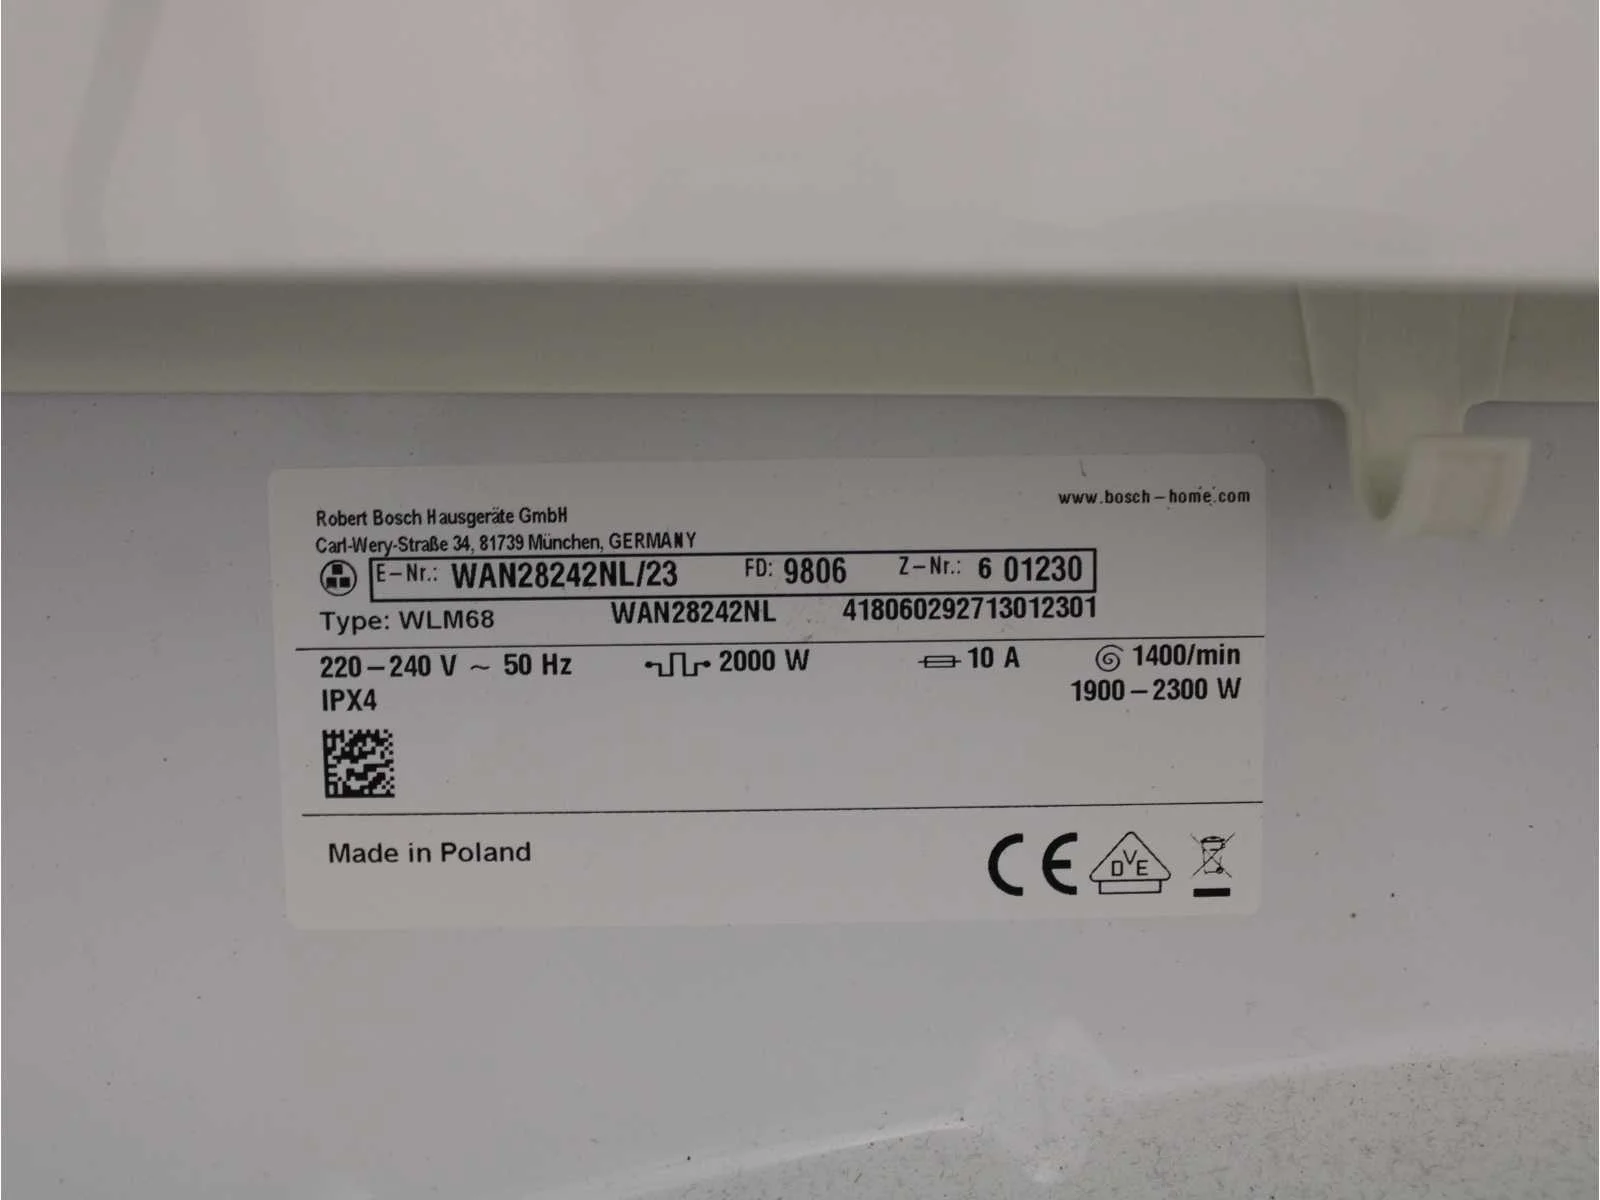 www.bosch-home.com
Robert Bosch Hausgeräte GmbH
Carl-Wery-Straße 34, 81739 München, GERMANY
E-Nr.: WAN28242NL/23 FD: 9806 Z-Nr.: 6 01230
Type: WLM68 WAN28242NL 418060292713012301
220-240 V ~ 50 Hz 2000 W 10 A 1400/min
IPX4 1900-2300 W
Made in Poland CE DVE